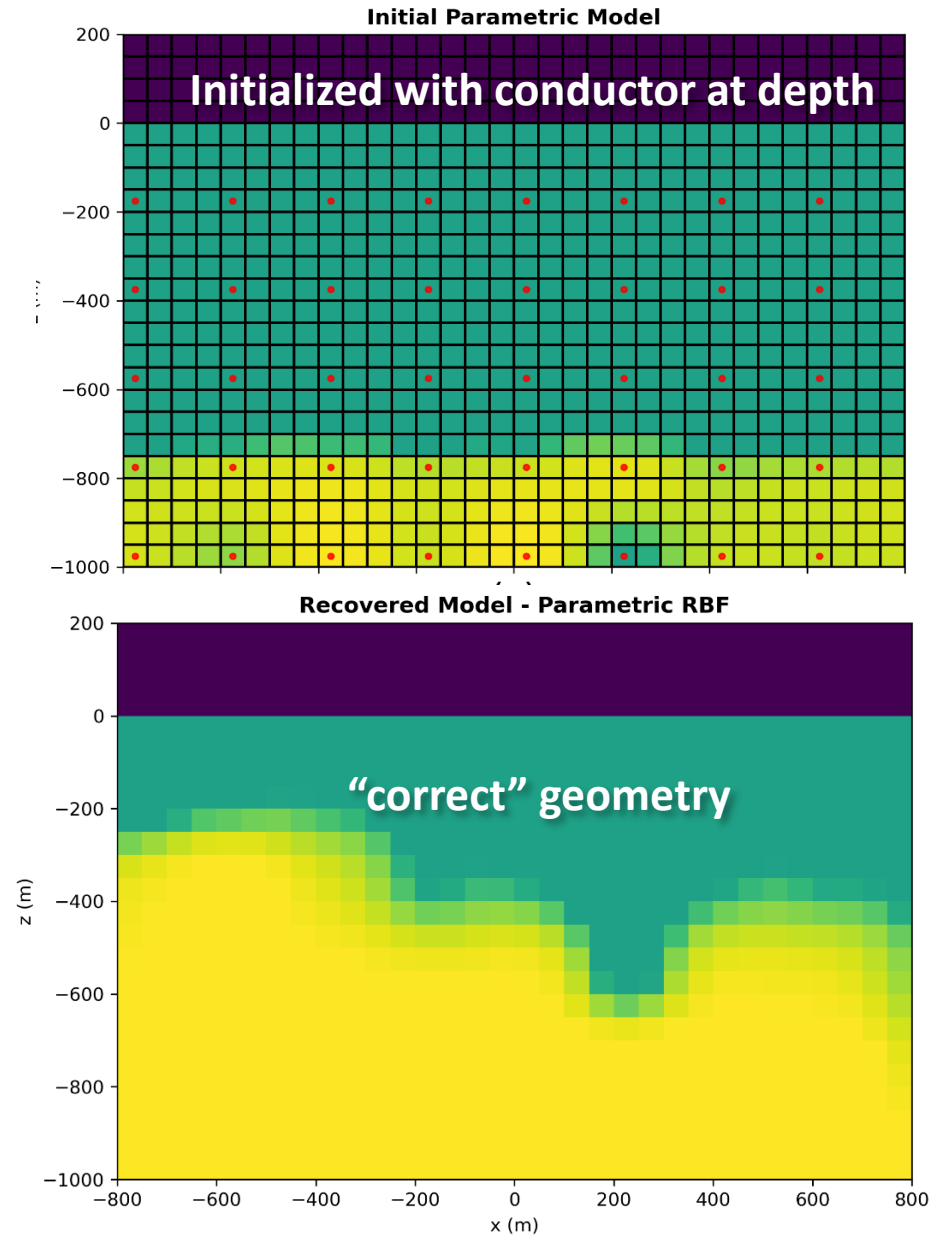 Initial Parametric Model
200
Initialized with conductor at depth
0
−200
−400
−600
−800
−1000
Recovered Model - Parametric RBF
200
0
“correct” geometry
−200
−400
z (m)
−600
−800
−1000
−800 −600 −400 −200 0 200 400 600 800
x (m)